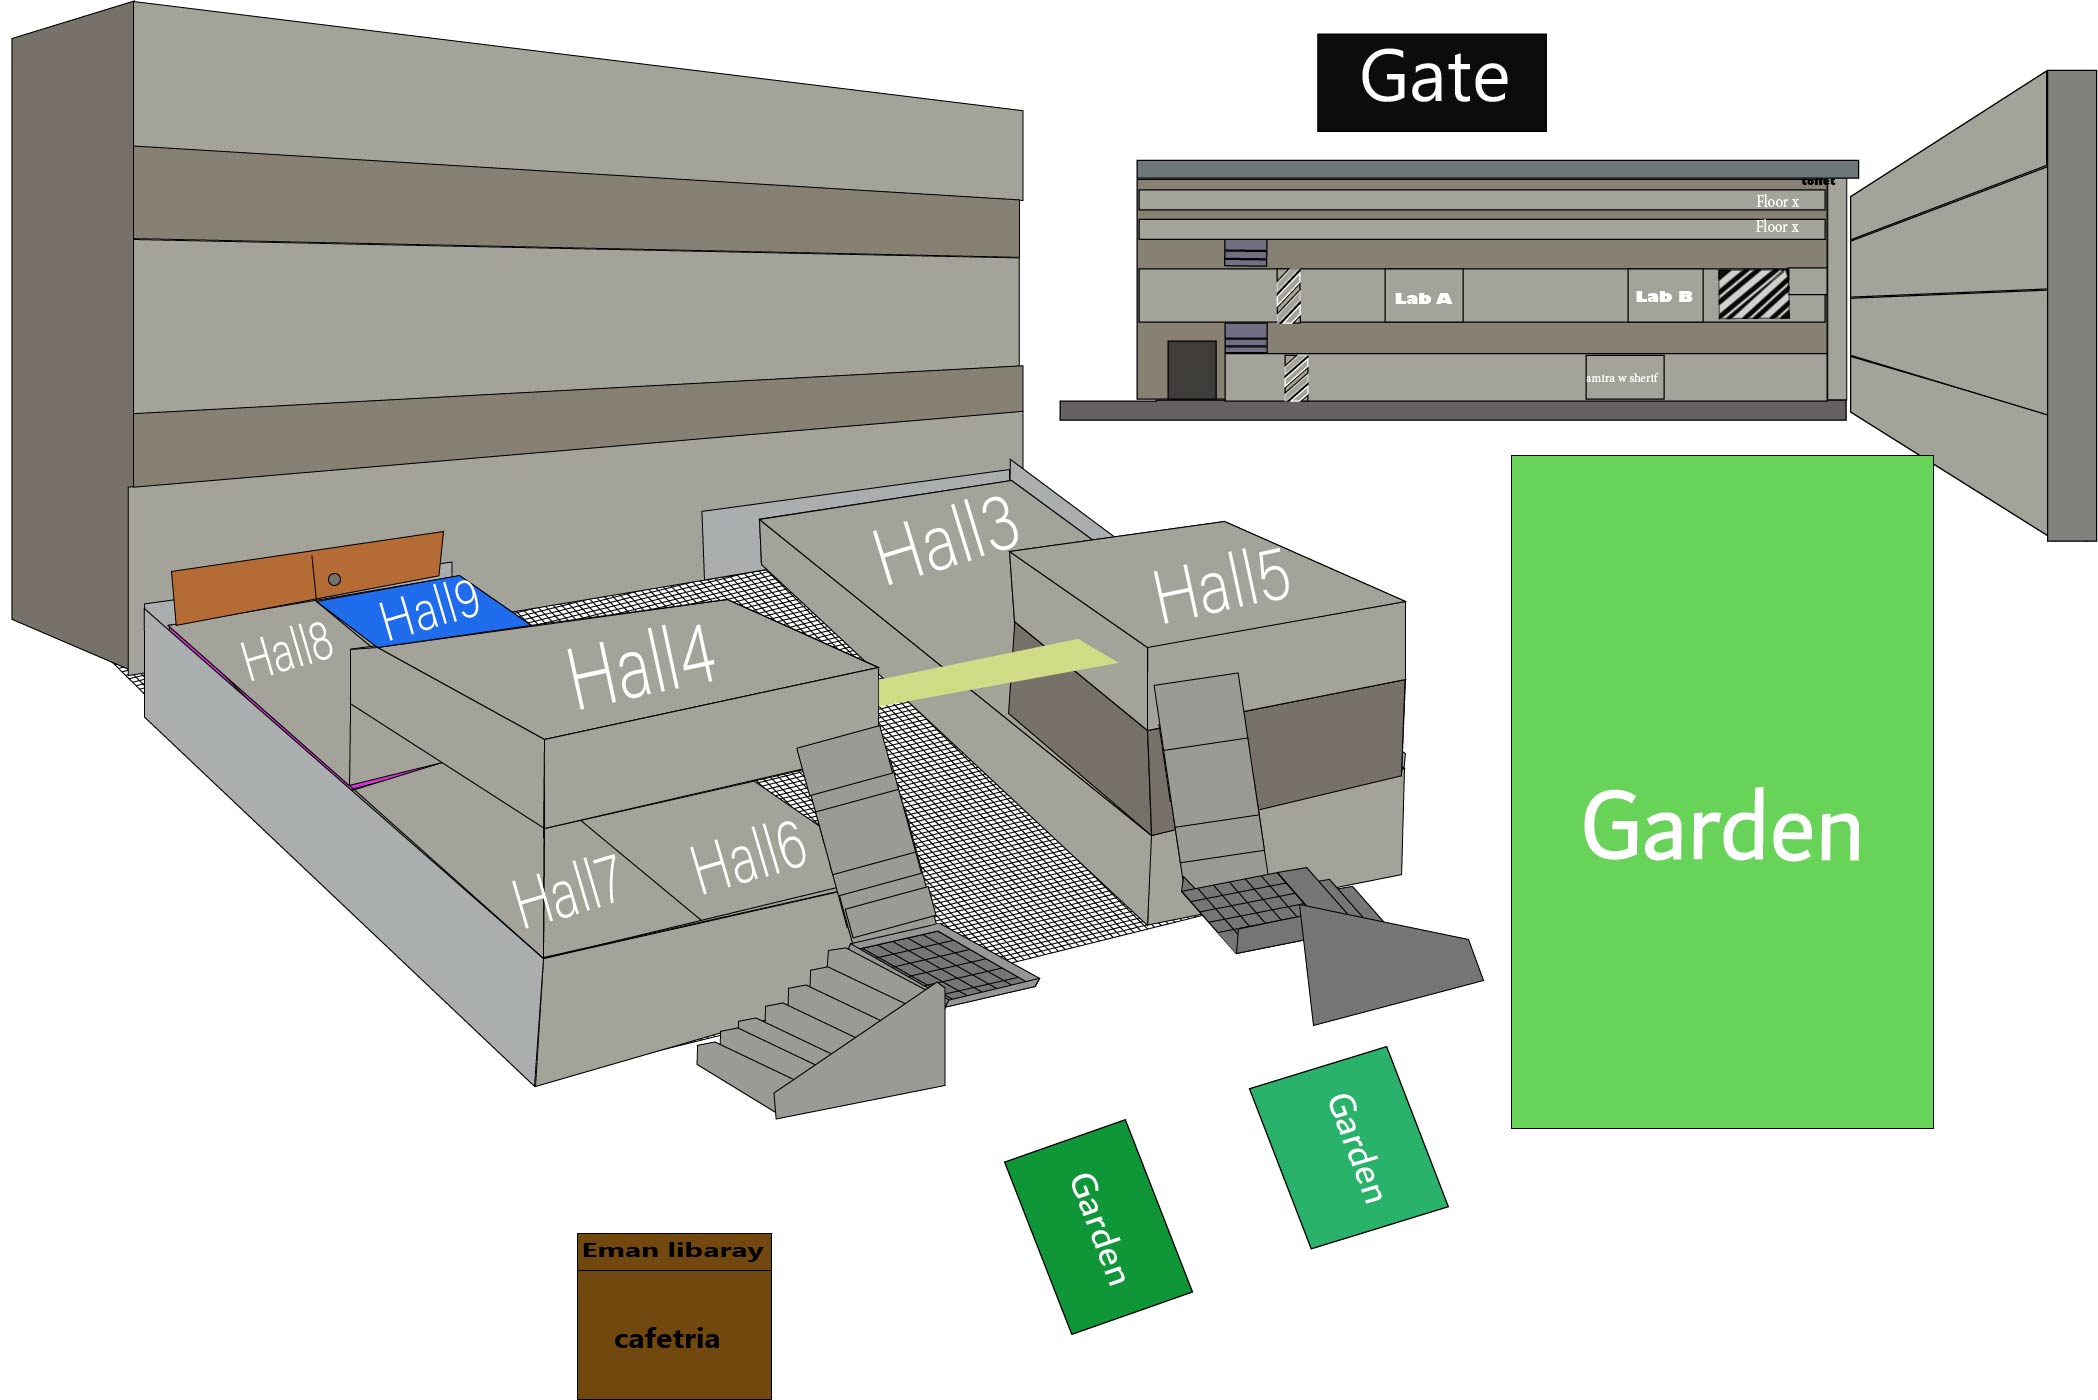 Gate
toilet
Floor x
Floor x
Lab A
Lab B
amira w sherif
Hall3
Hall5
Hall9
Hall8
Hall4
Hall6
Hall7
Garden
Garden
Garden
Eman libaray
cafetria